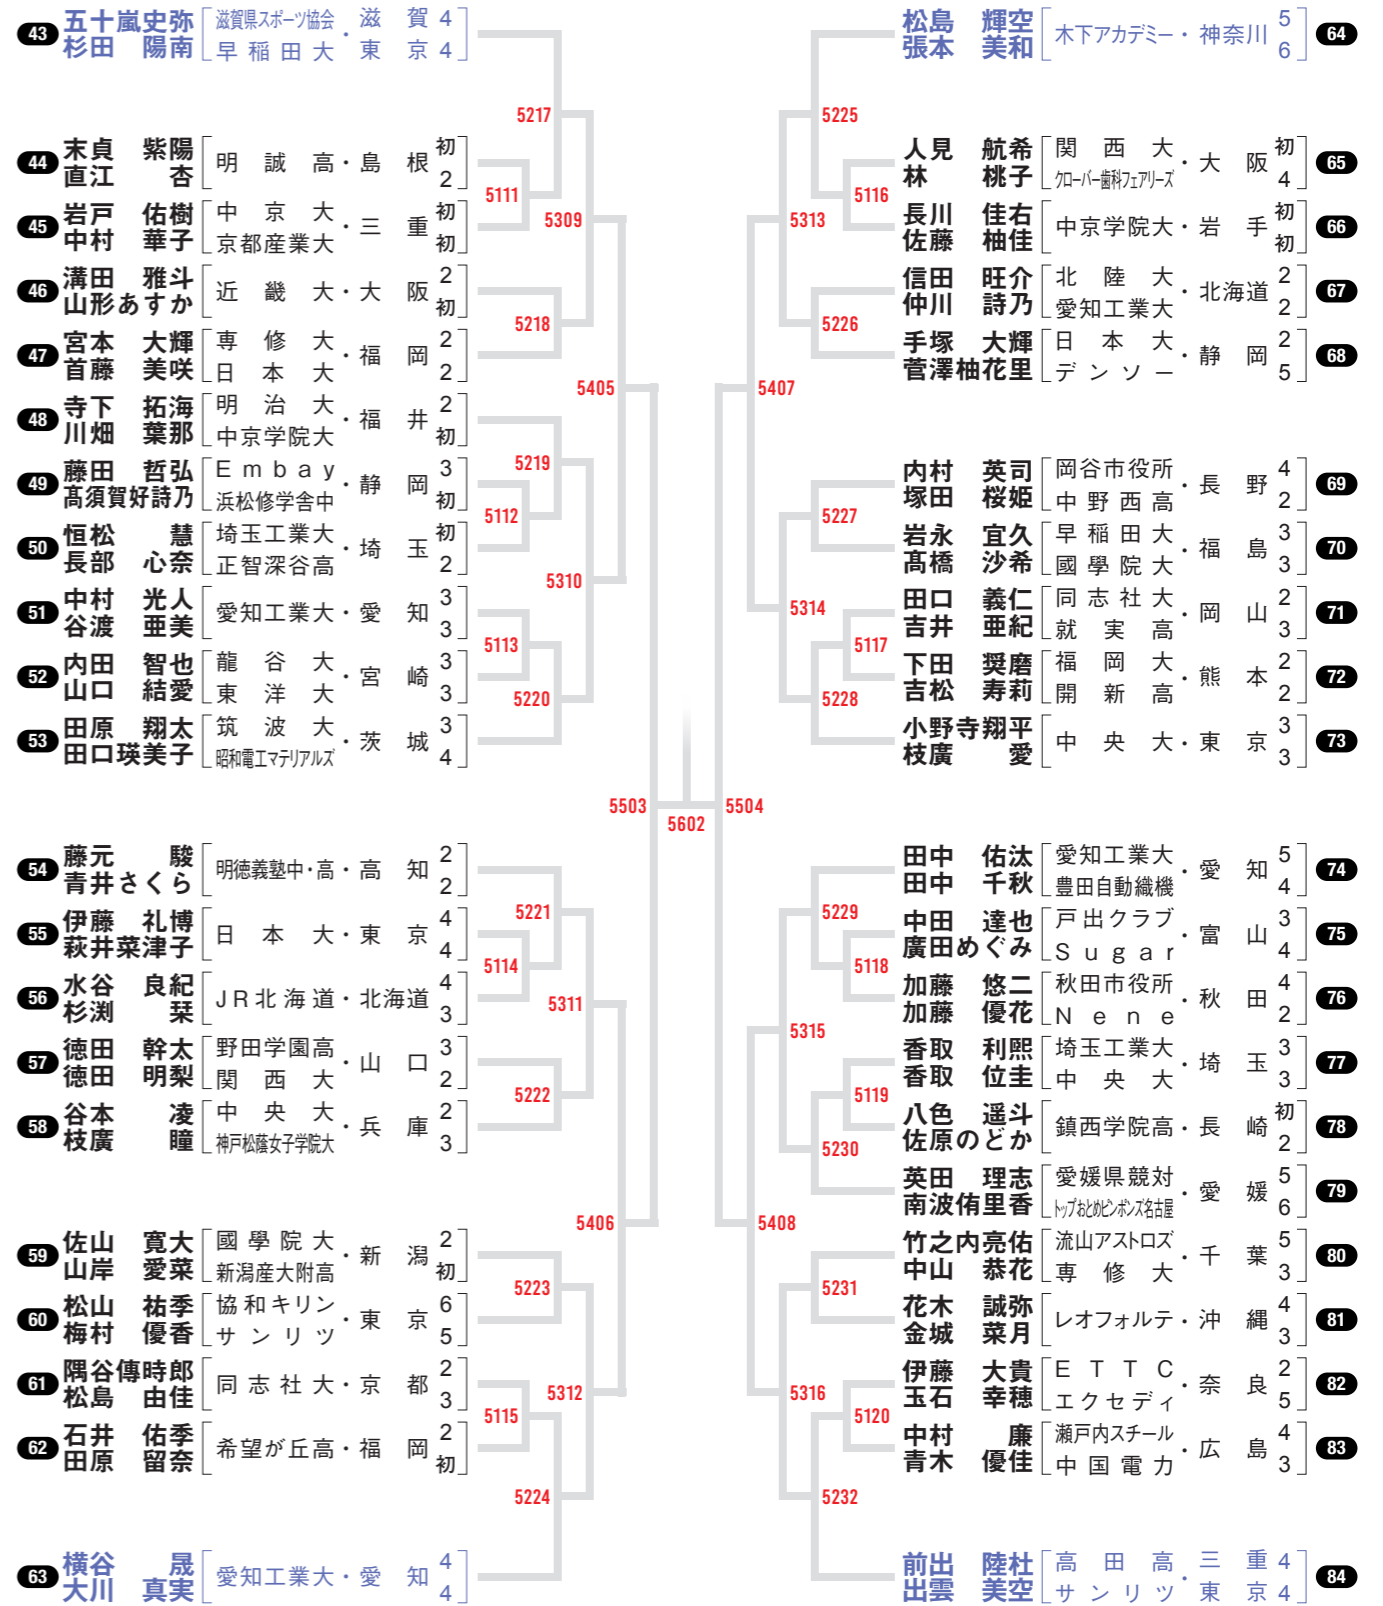 43 五十嵐史弥 滋賀県スポーツ協会・滋賀 4
杉田 陽南 早稲田大 東京 4
44 末貞 紫陽 明誠高・島根 初
直江 杏 2
45 岩戸 佑樹 中京大・三重 初
中村 華子 京都産業大 初
46 溝田 雅斗 近畿大・大阪 2
山形あすか 初
47 宮本 大輝 専修大・福岡 2
首藤 美咲 日本大 2
48 寺下 拓海 明治大・福井 2
川畑 葉那 中京学院大 初
49 藤田 哲弘 Embay・静岡 3
髙須賀好詩乃 浜松修学舎中 初
50 恒松 慧 埼玉工業大・埼玉 初
長部 心奈 正智深谷高 2
51 中村 光人 愛知工業大・愛知 3
谷渡 亜美 3
52 内田 智也 龍谷大・宮崎 3
山口 結愛 東洋大 3
53 田原 翔太 筑波大・茨城 3
田口瑛美子 昭和電工マテリアルズ 4
54 藤元 駿 明徳義塾中・高・高知 2
青井さくら 2
55 伊藤 礼博 日本大・東京 4
萩井菜津子 4
56 水谷 良紀 JR北海道・北海道 4
杉渕 栞 3
57 徳田 幹太 野田学園高・山口 3
徳田 明梨 関西大 2
58 谷本 凌 中央大・兵庫 2
枝廣 瞳 神戸松蔭女子学院大 3
59 佐山 寛大 國學院大・新潟 2
山岸 愛菜 新潟産大附高 初
60 松山 祐季 協和キリン・東京 6
梅村 優香 サンリツ 5
61 隅谷傳時郎 同志社大・京都 2
松島 由佳 3
62 石井 佑季 希望が丘高・福岡 2
田原 留奈 初
63 横谷 晟 愛知工業大・愛知 4
大川 真実 4
5217
5111
5309
5218
5405
5219
5112
5310
5113
5220
5503
5602
5504
5221
5114
5311
5222
5406
5223
5312
5115
5224
5225
5116
5313
5226
5407
5227
5314
5117
5228
5229
5118
5315
5119
5230
5408
5231
5316
5120
5232
松島 輝空 木下アカデミー・神奈川 5 64
張本 美和 6
人見 航希 関西大・大阪 初 65
林 桃子 クローバー歯科フェアリーズ 4
長川 佳右 中京学院大・岩手 初 66
佐藤 柚佳 初
信田 旺介 北陸大・北海道 2 67
仲川 詩乃 愛知工業大 2
手塚 大輝 日本大・静岡 2 68
菅澤柚花里 デンソー 5
内村 英司 岡谷市役所・長野 4 69
塚田 桜姫 中野西高 2
岩永 宜久 早稲田大・福島 3 70
髙橋 沙希 國學院大 3
田口 義仁 同志社大・岡山 2 71
吉井 亜紀 就実高 3
下田 奨磨 福岡大・熊本 2 72
吉松 寿莉 開新高 2
小野寺翔平 中央大・東京 3 73
枝廣 愛 3
田中 佑汰 愛知工業大・愛知 5 74
田中 千秋 豊田自動織機 4
中田 達也 戸出クラブ・富山 3 75
廣田めぐみ Sugar 4
加藤 悠二 秋田市役所・秋田 4 76
加藤 優花 Nene 2
香取 利熙 埼玉工業大・埼玉 3 77
香取 位圭 中央大 3
八色 遥斗 鎮西学院高・長崎 初 78
佐原のどか 2
英田 理志 愛媛県競対・愛媛 5 79
南波侑里香 トップおとめピンポンズ名古屋 6
竹之内亮佑 流山アストロズ・千葉 5 80
中山 恭花 専修大 3
花木 誠弥 レオフォルテ・沖縄 4 81
金城 菜月 3
伊藤 大貴 ETTC・奈良 2 82
玉石 幸穂 エクセディ 5
中村 廉 瀬戸内スチール・広島 4 83
青木 優佳 中国電力 3
前出 陸杜 高田高・三重 4 84
出雲 美空 サンリツ 東京 4